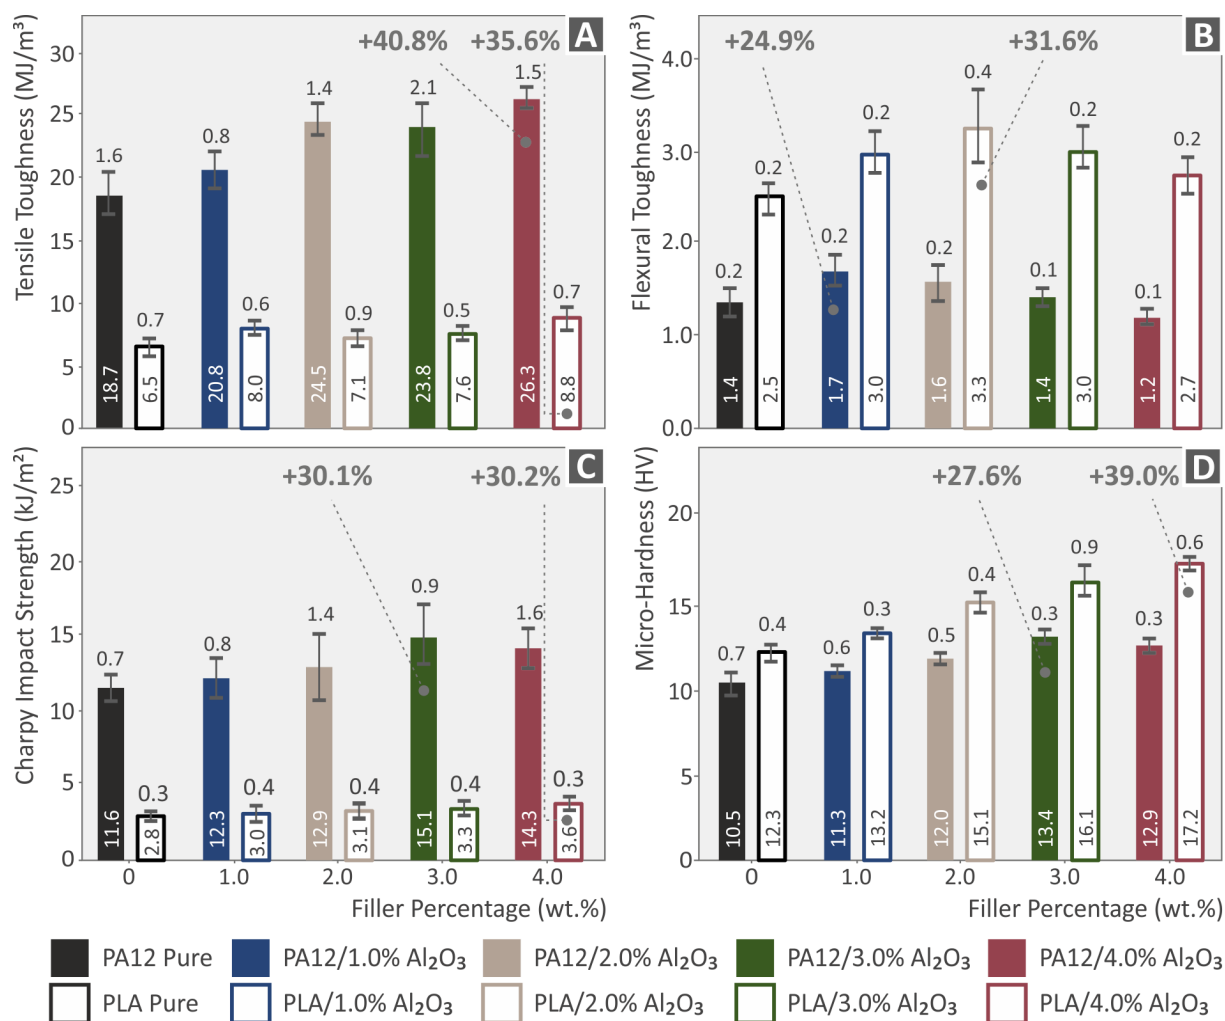 +40.8% +35.6% A
Tensile Toughness (MJ/m³)
30
25
20
15
10
5
0
1.6 0.8 1.4 2.1 1.5
0.7 0.6 0.9 0.5 0.7
18.7 6.5 20.8 8.0 24.5 7.1 23.8 7.6 26.3 8.8
+24.9% +31.6% B
Flexural Toughness (MJ/m³)
4.0
3.0
2.0
1.0
0.0
0.2 0.2 0.2 0.1 0.1
0.2 0.2 0.4 0.2 0.2
1.4 2.5 1.7 3.0 1.6 3.3 1.4 3.0 1.2 2.7
+30.1% +30.2% C
Charpy Impact Strength (kJ/m²)
25
20
15
10
5
0
0.7 0.8 1.4 0.9 1.6
0.3 0.4 0.4 0.4 0.3
11.6 2.8 12.3 3.0 12.9 3.1 15.1 3.3 14.3 3.6
0 1.0 2.0 3.0 4.0
Filler Percentage (wt.%)
+27.6% +39.0% D
Micro-Hardness (HV)
20
15
10
5
0
0.7 0.6 0.5 0.3 0.3
0.4 0.3 0.4 0.9 0.6
10.5 12.3 11.3 13.2 12.0 15.1 13.4 16.1 12.9 17.2
0 1.0 2.0 3.0 4.0
Filler Percentage (wt.%)
PA12 Pure PA12/1.0% Al₂O₃ PA12/2.0% Al₂O₃ PA12/3.0% Al₂O₃ PA12/4.0% Al₂O₃
PLA Pure PLA/1.0% Al₂O₃ PLA/2.0% Al₂O₃ PLA/3.0% Al₂O₃ PLA/4.0% Al₂O₃